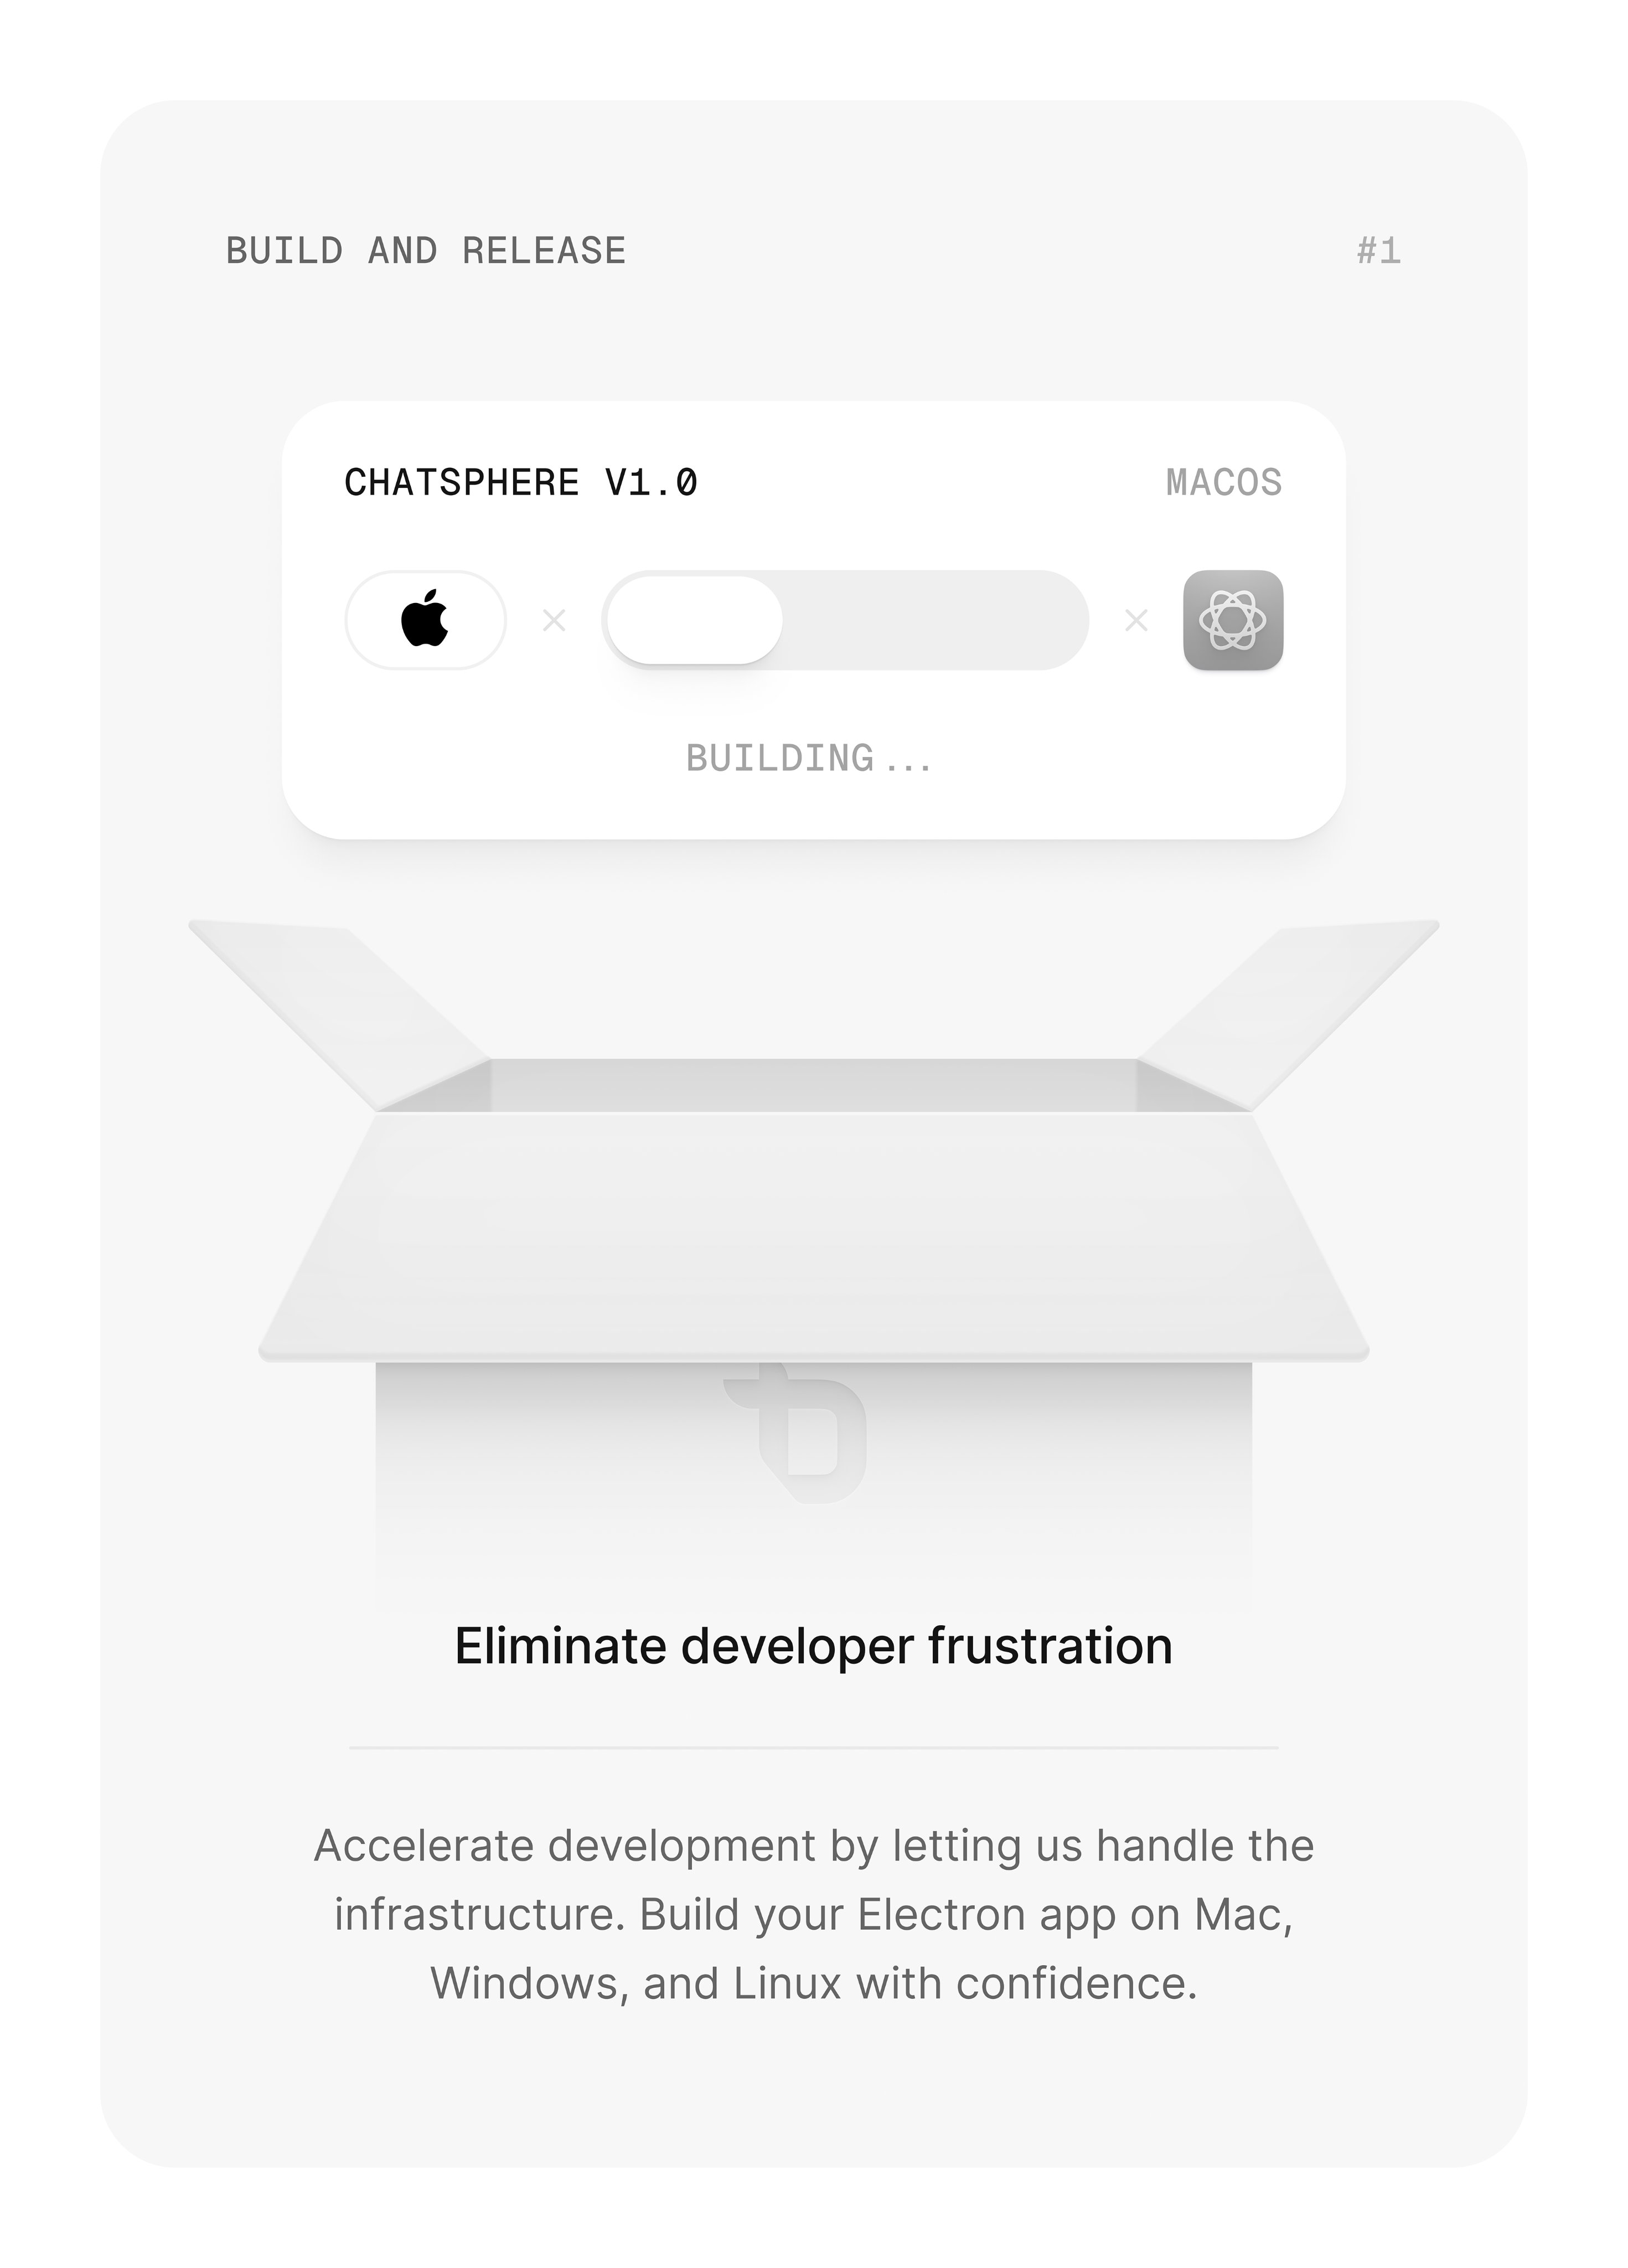 BUILD AND RELEASE
#1
CHATSPHERE V1.0
MACOS
BUILDING...
Eliminate developer frustration
Accelerate development by letting us handle the
infrastructure. Build your Electron app on Mac,
Windows, and Linux with confidence.